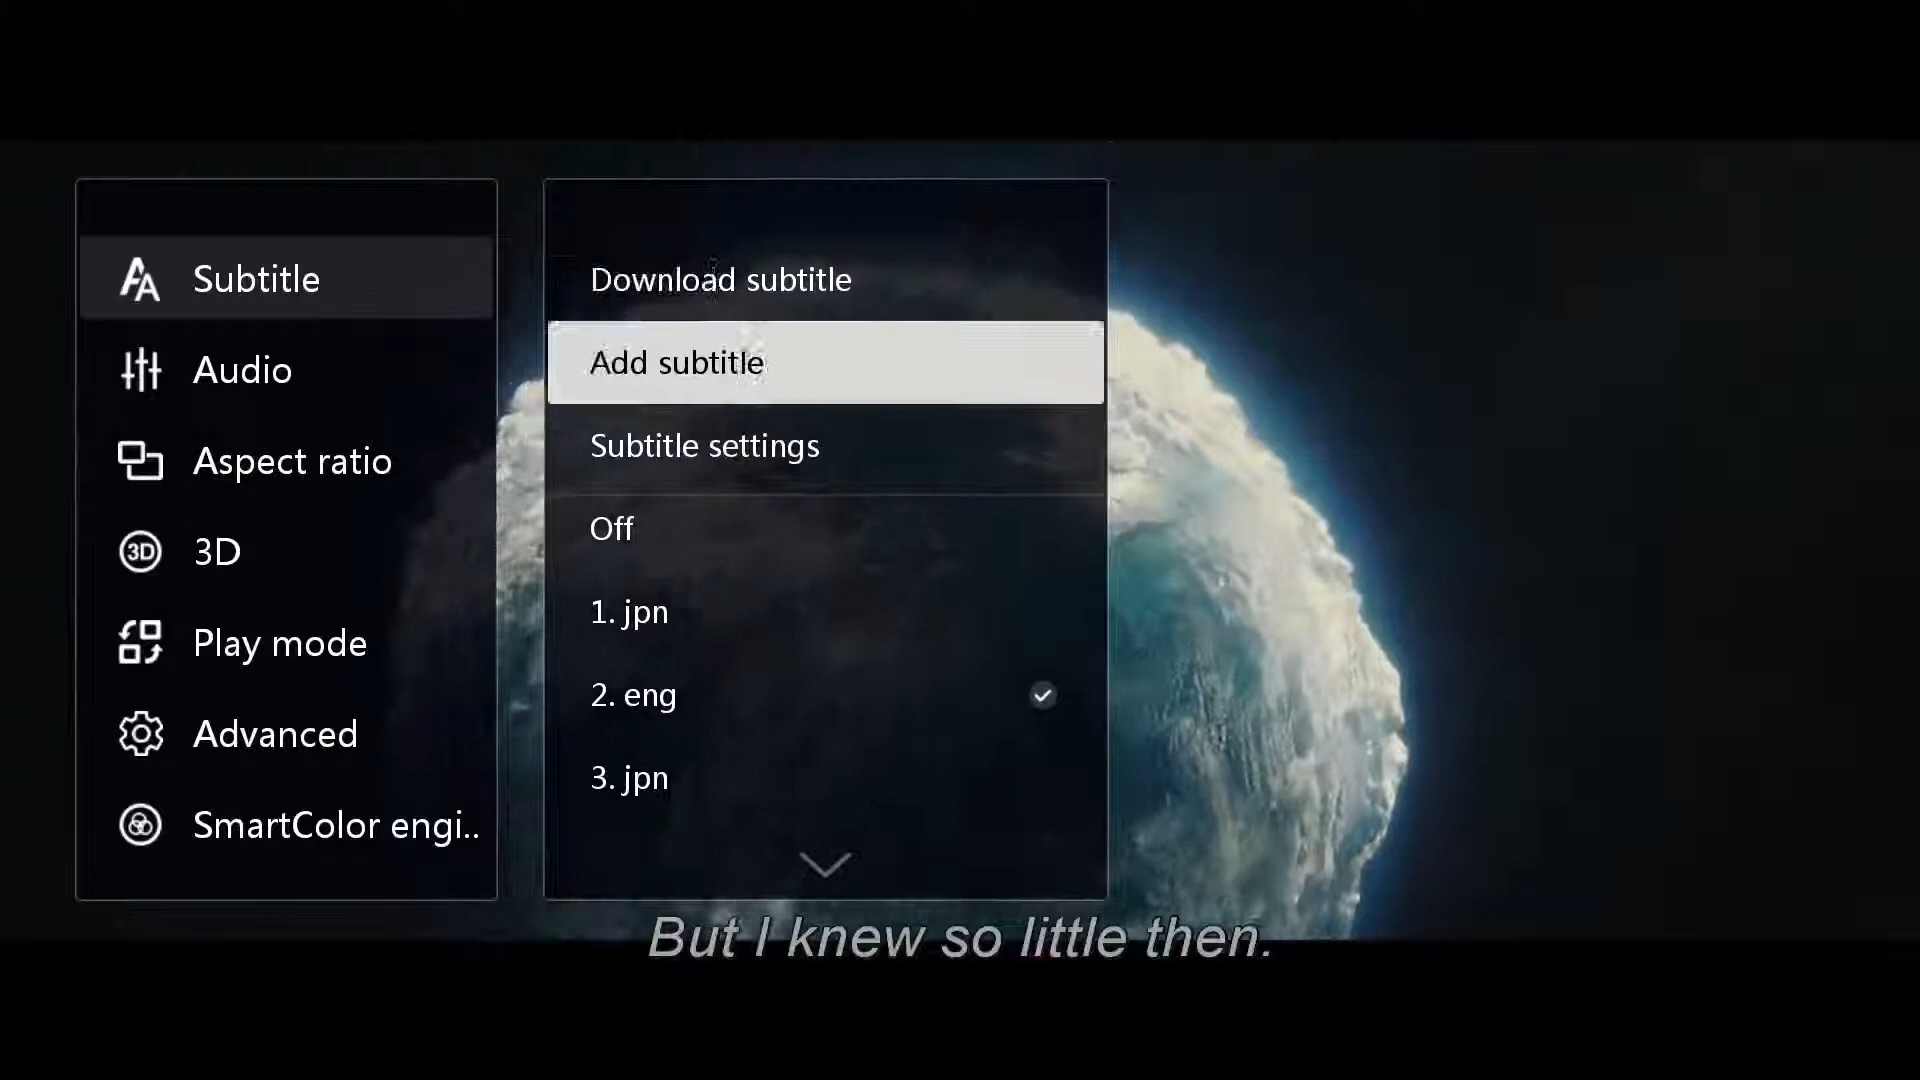 Subtitle
Audio
Aspect ratio
3D
Play mode
Advanced
SmartColor engi..
Download subtitle
Add subtitle
Subtitle settings
Off
1. jpn
2. eng
3. jpn
But I knew so little then.